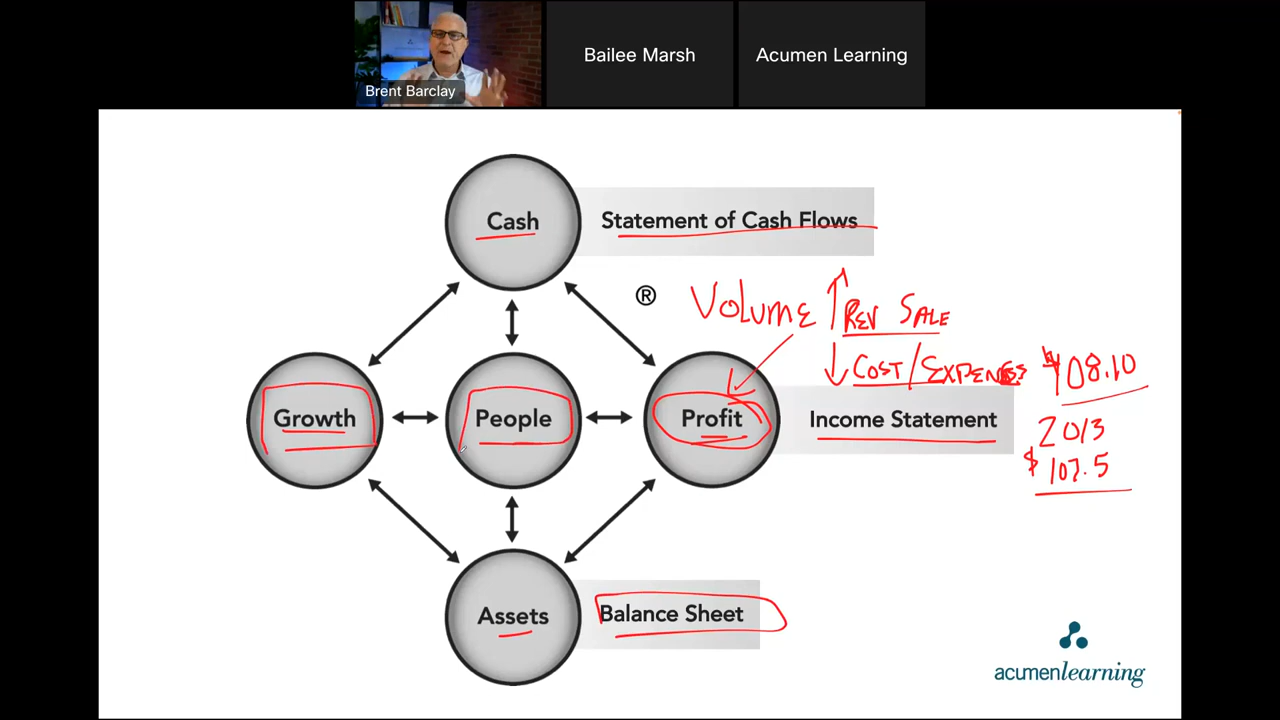 Brent Barclay
Bailee Marsh
Acumen Learning
Cash
Statement of Cash Flows
®
VOLUME
REV SALE
COST/EXPENSES
$108.10
2013
$107.5
Growth
People
Profit
Income Statement
Assets
Balance Sheet
acumenlearning